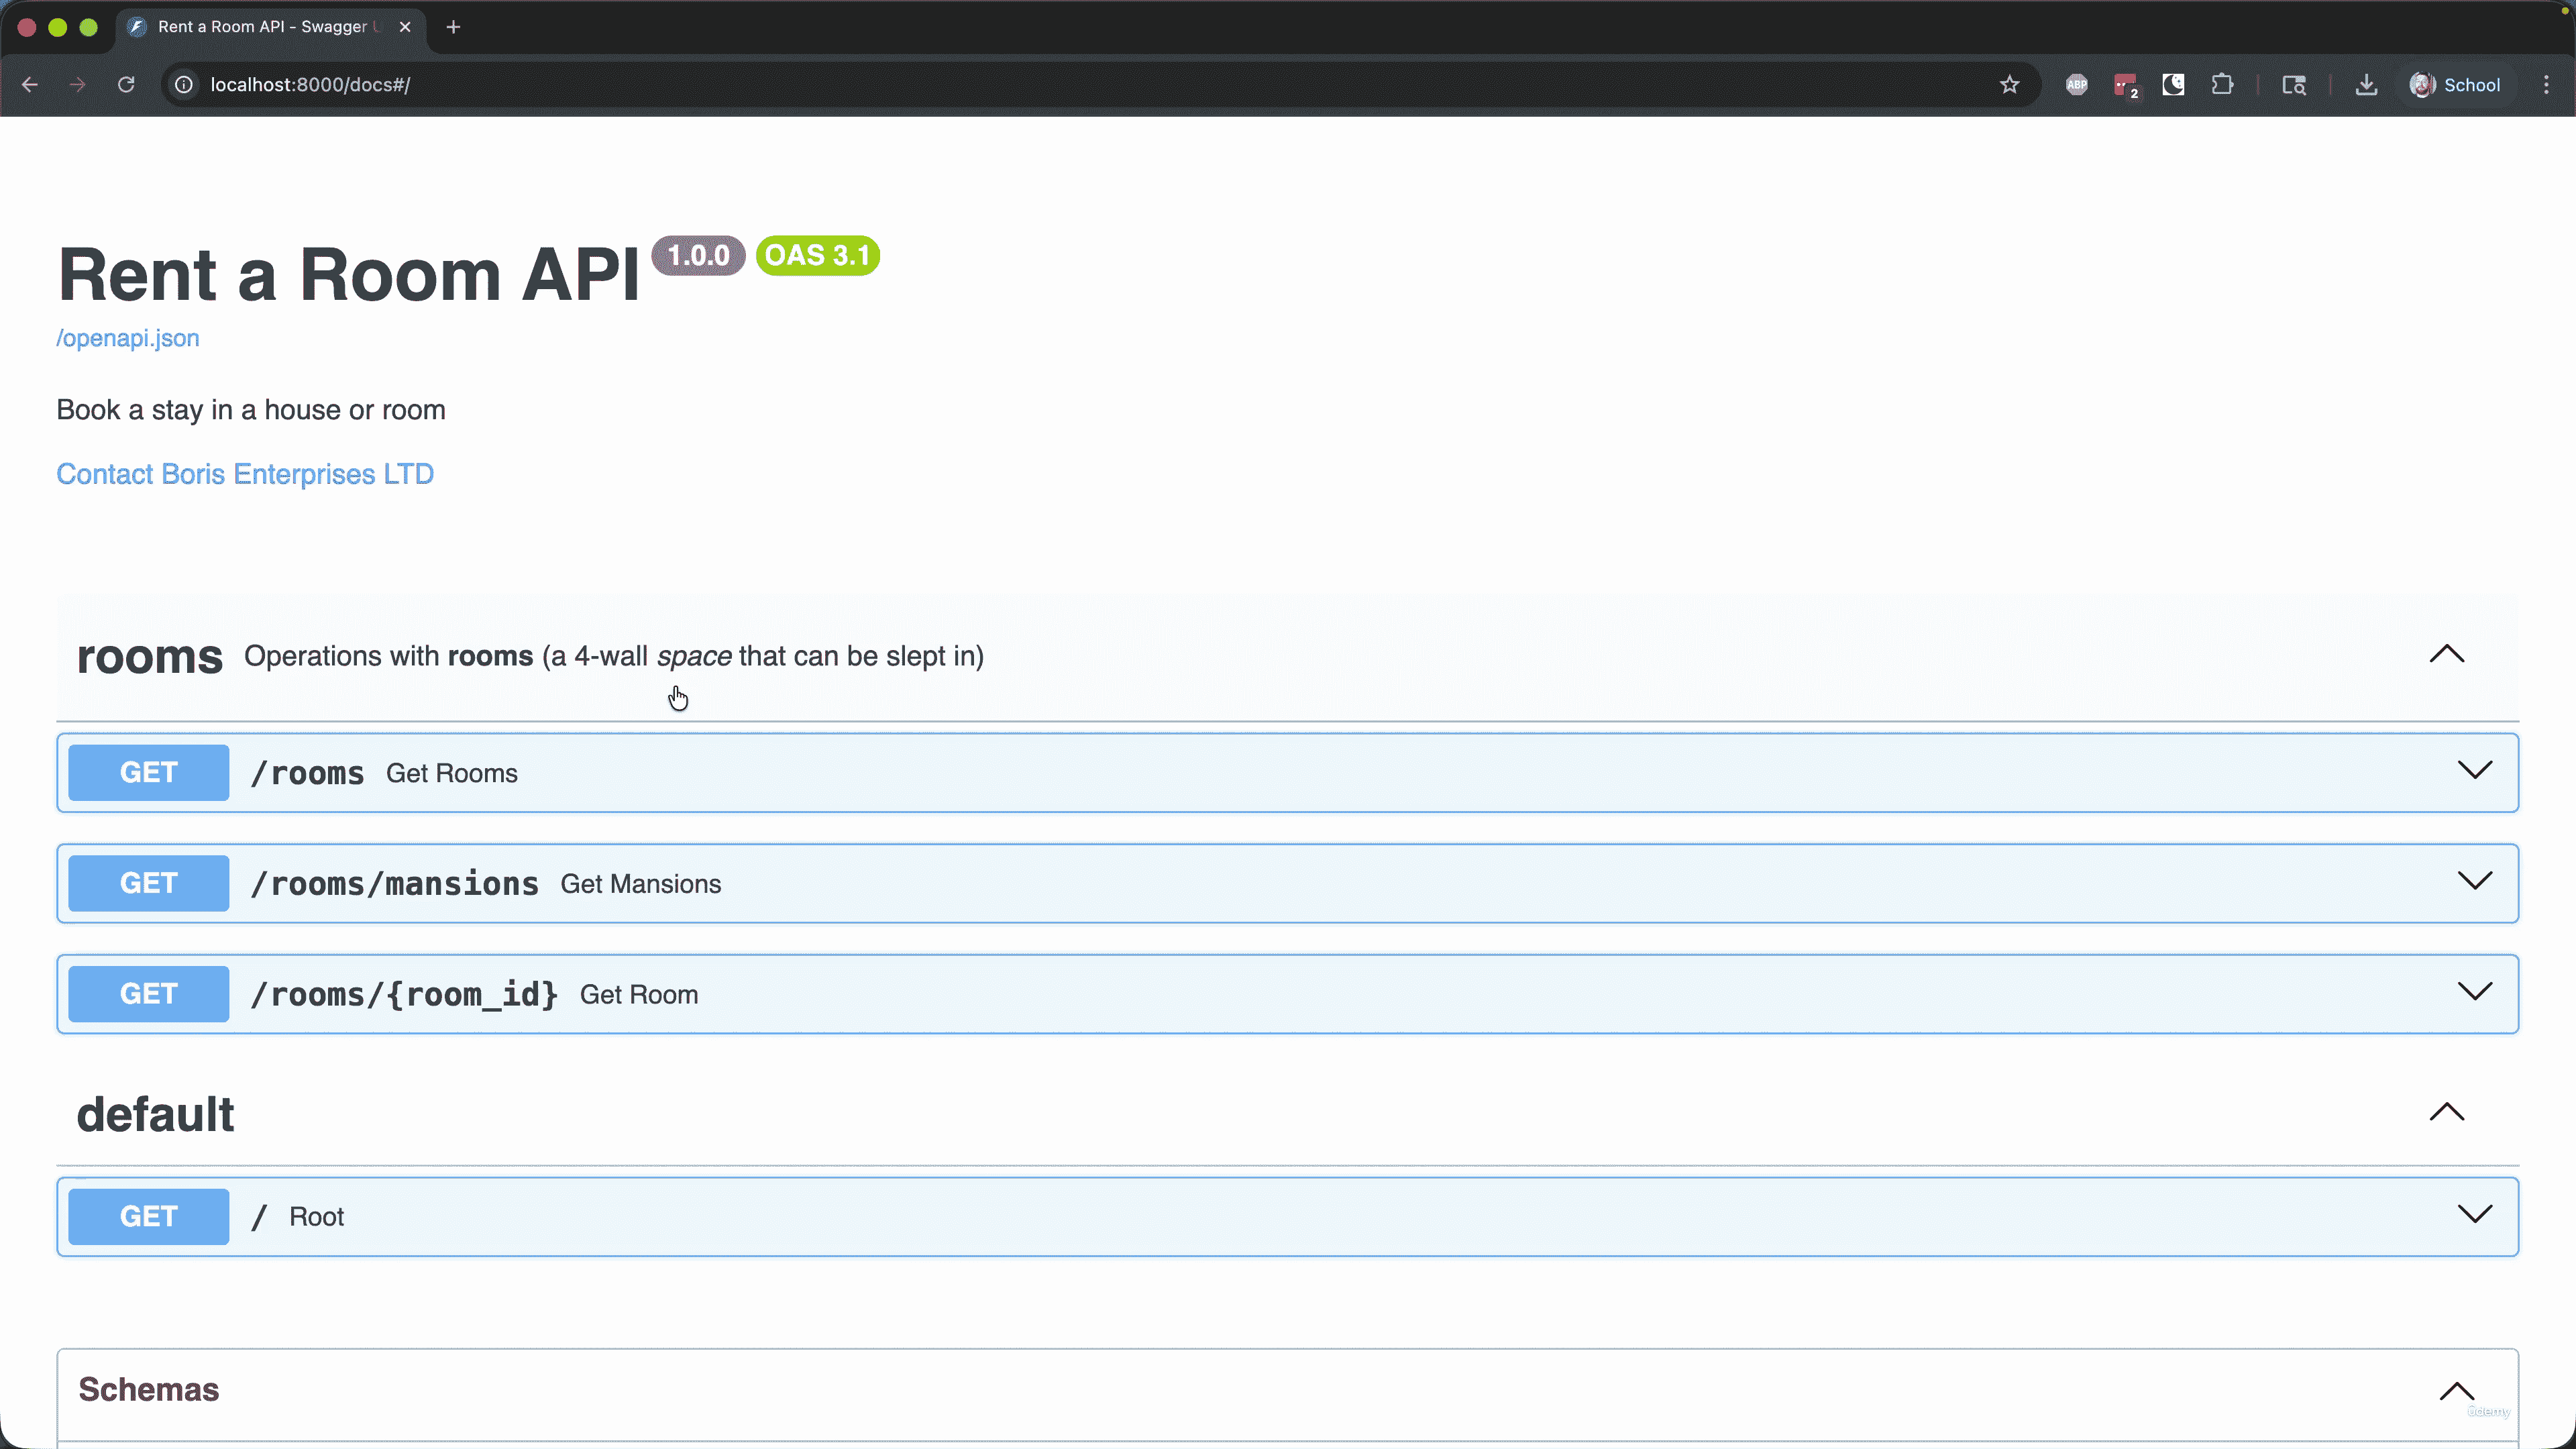 Rent a Room API - Swagger U
localhost:8000/docs#/
ABP
2
School
Rent a Room API 1.0.0 OAS 3.1
/openapi.json
Book a stay in a house or room
Contact Boris Enterprises LTD
rooms Operations with rooms (a 4-wall space that can be slept in)
GET /rooms Get Rooms
GET /rooms/mansions Get Mansions
GET /rooms/{room_id} Get Room
default
GET / Root
Schemas
ûdemy